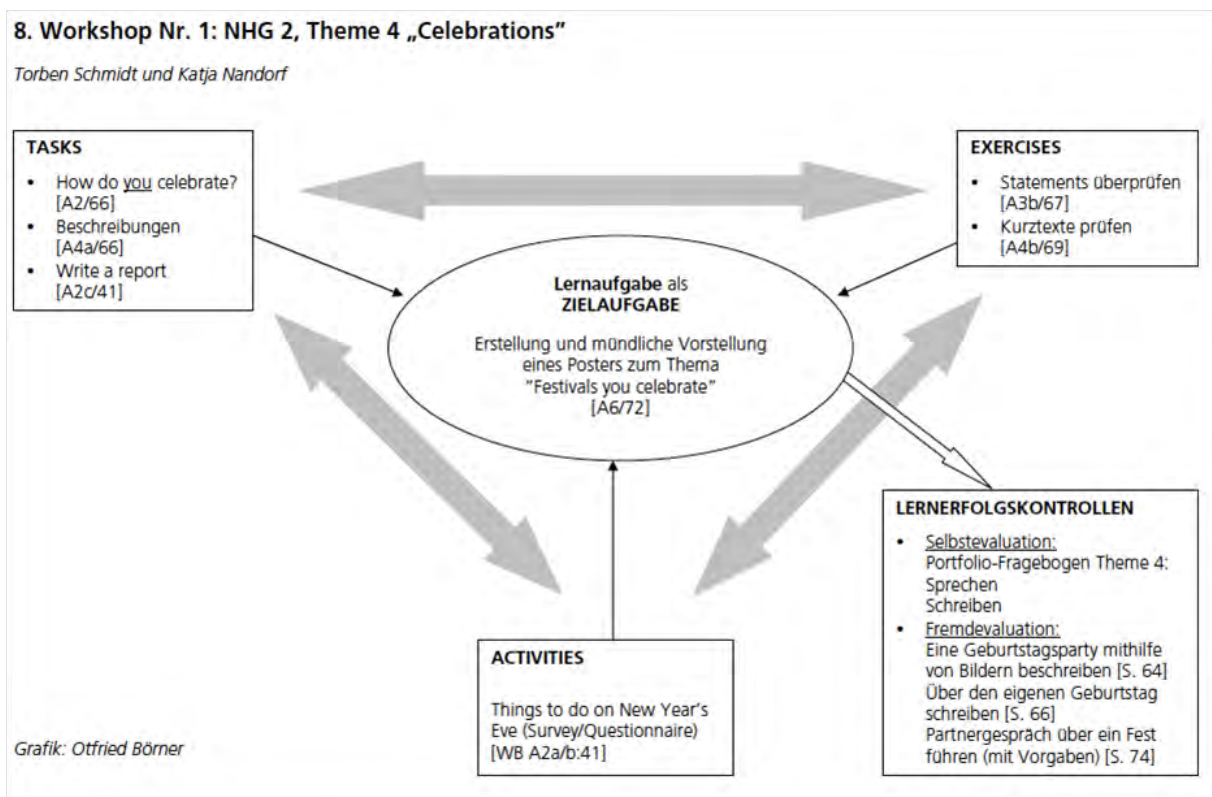 8. Workshop Nr. 1: NHG 2, Theme 4 „Celebrations”
Torben Schmidt und Katja Nandorf
TASKS
• How do you celebrate?
[A2/66]
• Beschreibungen
[A4a/66]
• Write a report
[A2c/41]
EXERCISES
• Statements überprüfen
[A3b/67]
• Kurztexte prüfen
[A4b/69]
Lernaufgabe als
ZIELAUFGABE
Erstellung und mündliche Vorstellung
eines Posters zum Thema
"Festivals you celebrate"
[A6/72]
ACTIVITIES
Things to do on New Year's
Eve (Survey/Questionnaire)
[WB A2a/b:41]
LERNERFOLGSKONTROLLEN
• Selbstevaluation:
Portfolio-Fragebogen Theme 4:
Sprechen
Schreiben
• Fremdevaluation:
Eine Geburtstagsparty mithilfe
von Bildern beschreiben [S. 64]
Über den eigenen Geburtstag
schreiben [S. 66]
Partnergespräch über ein Fest
führen (mit Vorgaben) [S. 74]
Grafik: Otfried Börner